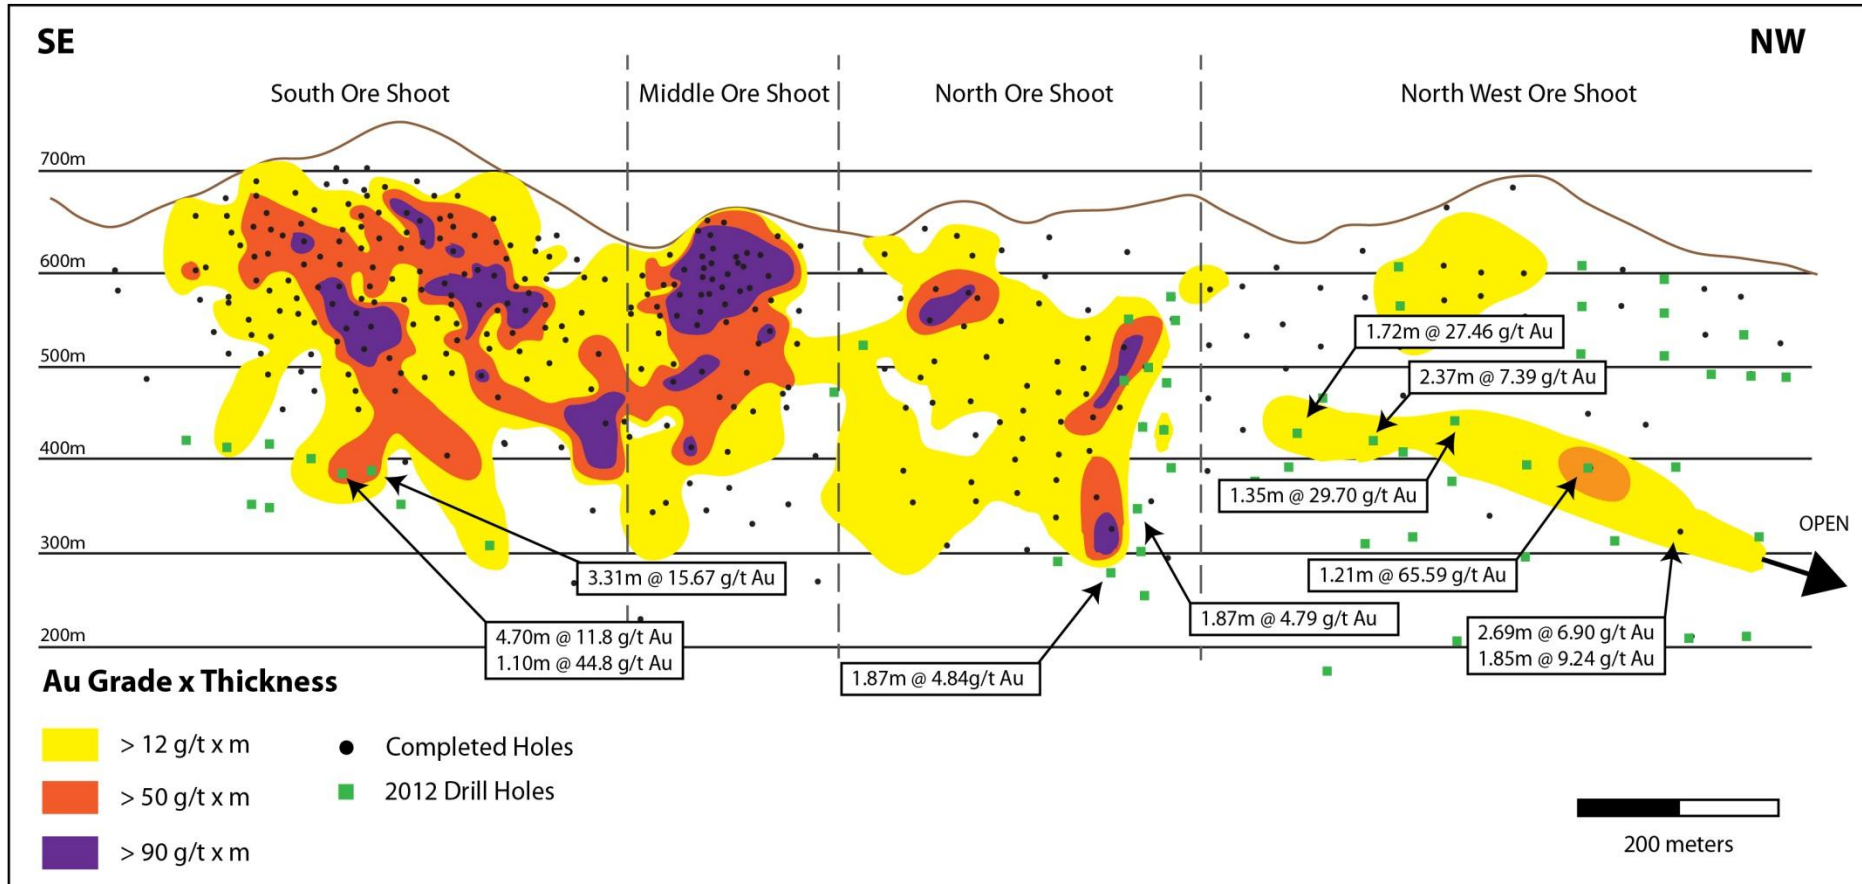 SE
NW
South Ore Shoot
Middle Ore Shoot
North Ore Shoot
North West Ore Shoot
700m
600m
500m
400m
300m
200m
1.72m @ 27.46 g/t Au
2.37m @ 7.39 g/t Au
1.35m @ 29.70 g/t Au
OPEN
3.31m @ 15.67 g/t Au
1.21m @ 65.59 g/t Au
1.87m @ 4.79 g/t Au
4.70m @ 11.8 g/t Au
1.10m @ 44.8 g/t Au
2.69m @ 6.90 g/t Au
1.85m @ 9.24 g/t Au
1.87m @ 4.84g/t Au
Au Grade x Thickness
> 12 g/t x m
> 50 g/t x m
> 90 g/t x m
Completed Holes
2012 Drill Holes
200 meters